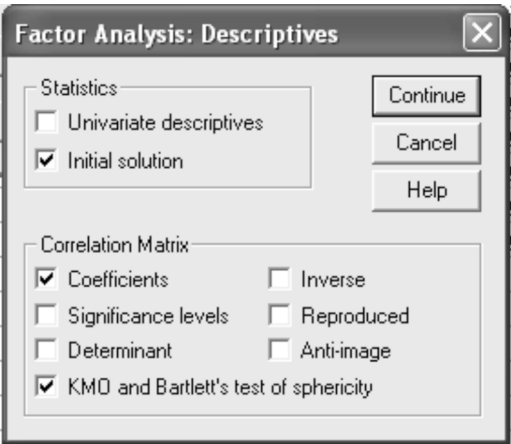 Factor Analysis: Descriptives
Statistics
Univariate descriptives
Initial solution
Continue
Cancel
Help
Correlation Matrix
Coefficients
Inverse
Significance levels
Reproduced
Determinant
Anti-image
KMO and Bartlett's test of sphericity